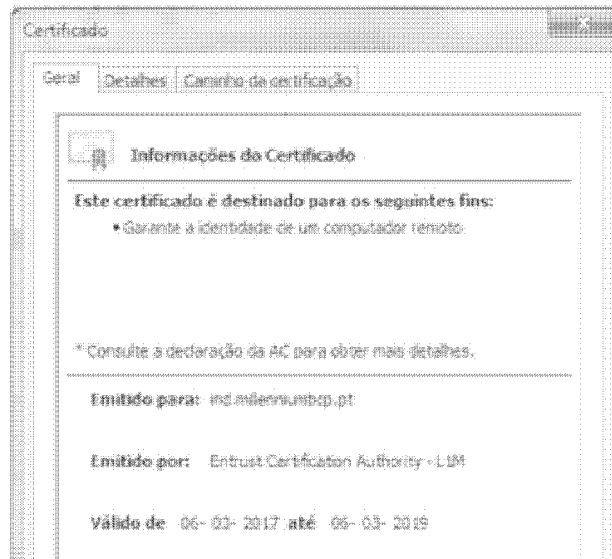 Certificado
Geral Detalhes Caminho da certificação
Informações do Certificado
Este certificado é destinado para os seguintes fins:
• Garante a identidade de um computador remoto
* Consulte a declaração da AC para obter mais detalhes.
Emitido para: ind.millenniumbcp.pt
Emitido por: Entrust Certification Authority - L1M
Válido de 06- 03- 2017 até 06- 03- 2019